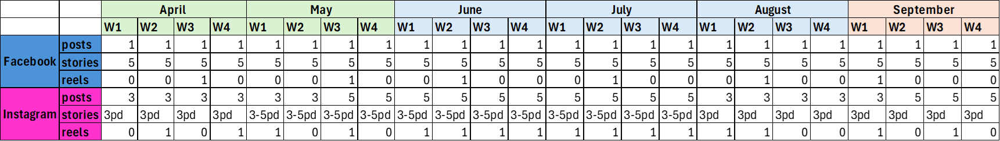 April May June July August September
W1 W2 W3 W4 W1 W2 W3 W4 W1 W2 W3 W4 W1 W2 W3 W4 W1 W2 W3 W4 W1 W2 W3 W4
Facebook posts 1 1 1 1 1 1 1 1 1 1 1 1 1 1 1 1 1 1 1 1 1 1 1 1
stories 5 5 5 5 5 5 5 5 5 5 5 5 5 5 5 5 5 5 5 5 5 5 5 5
reels 0 0 1 0 0 0 1 0 0 1 0 0 0 1 0 0 0 1 0 0 1 0 0 0
Instagram posts 3 3 3 3 3 3 5 5 5 5 5 5 5 5 5 5 3 3 3 3 3 5 5 5
stories 3pd 3pd 3pd 3pd 3-5pd 3-5pd 3-5pd 3-5pd 3-5pd 3-5pd 3-5pd 3-5pd 3-5pd 3-5pd 3-5pd 3-5pd 3pd 3pd 3pd 3pd 3pd 3pd 3pd 3pd
reels 0 1 0 1 1 0 1 0 1 1 1 1 1 1 1 1 1 1 0 0 1 0 1 0